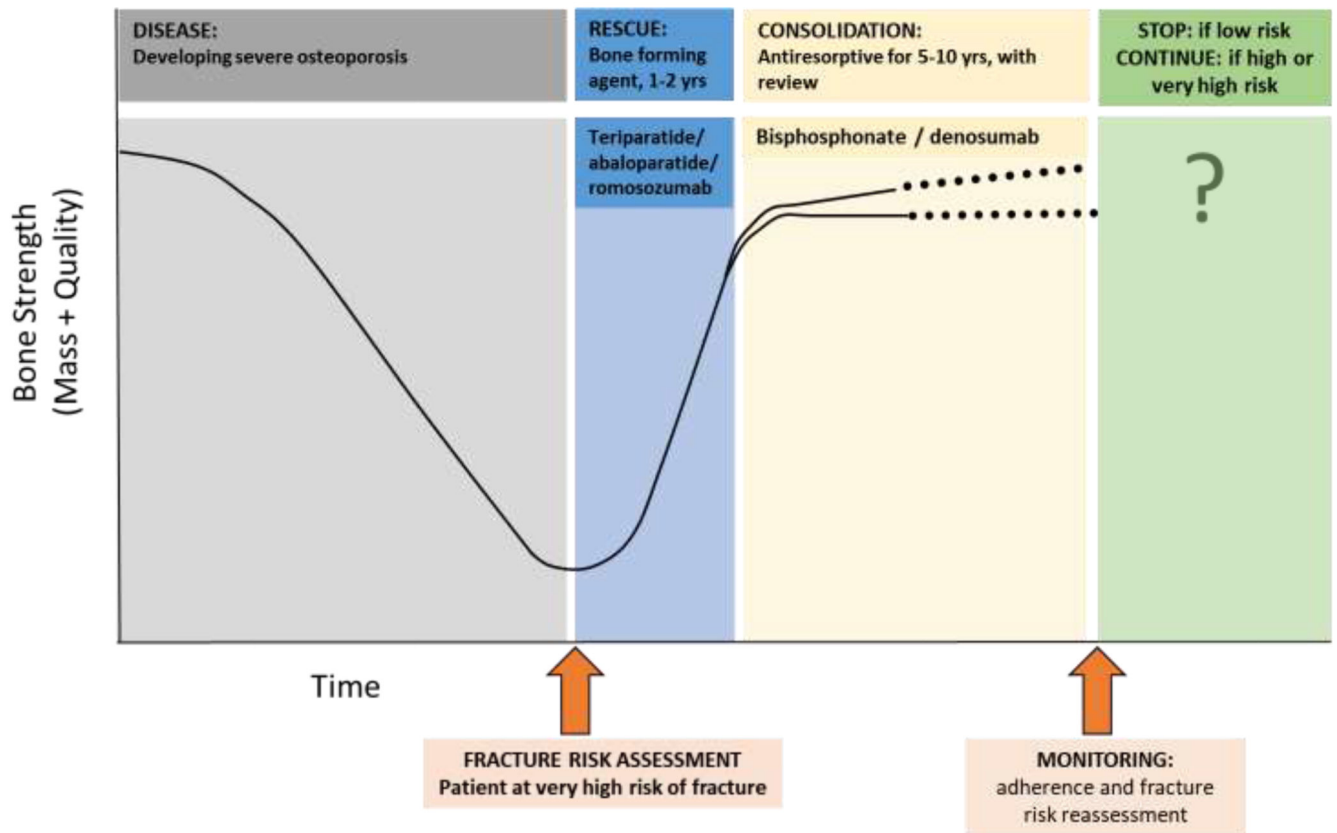 DISEASE:
Developing severe osteoporosis
RESCUE:
Bone forming
agent, 1-2 yrs
CONSOLIDATION:
Antiresorptive for 5-10 yrs, with
review
STOP: if low risk
CONTINUE: if high or
very high risk
Teriparatide/
abaloparatide/
romosozumab
Bisphosphonate / denosumab
?
Bone Strength
(Mass + Quality)
Time
FRACTURE RISK ASSESSMENT
Patient at very high risk of fracture
MONITORING:
adherence and fracture
risk reassessment